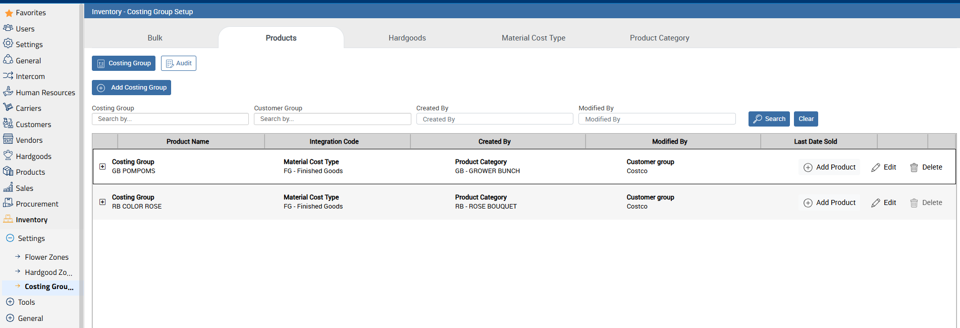 Favorites
Users
Settings
General
Intercom
Human Resources
Carriers
Customers
Vendors
Hardgoods
Products
Sales
Procurement
Inventory
Settings
Flower Zones
Hardgood Zo...
Costing Grou...
Tools
General
Inventory - Costing Group Setup
Bulk Products Hardgoods Material Cost Type Product Category
Costing Group Audit
Add Costing Group
Costing Group Customer Group Created By Modified By
Search by... Search by... Created By Modified By Search Clear
Product Name Integration Code Created By Modified By Last Date Sold
Costing Group Material Cost Type Product Category Customer group
GB POMPOMS FG - Finished Goods GB - GROWER BUNCH Costco
Add Product Edit Delete
Costing Group Material Cost Type Product Category Customer group
RB COLOR ROSE FG - Finished Goods RB - ROSE BOUQUET Costco
Add Product Edit Delete